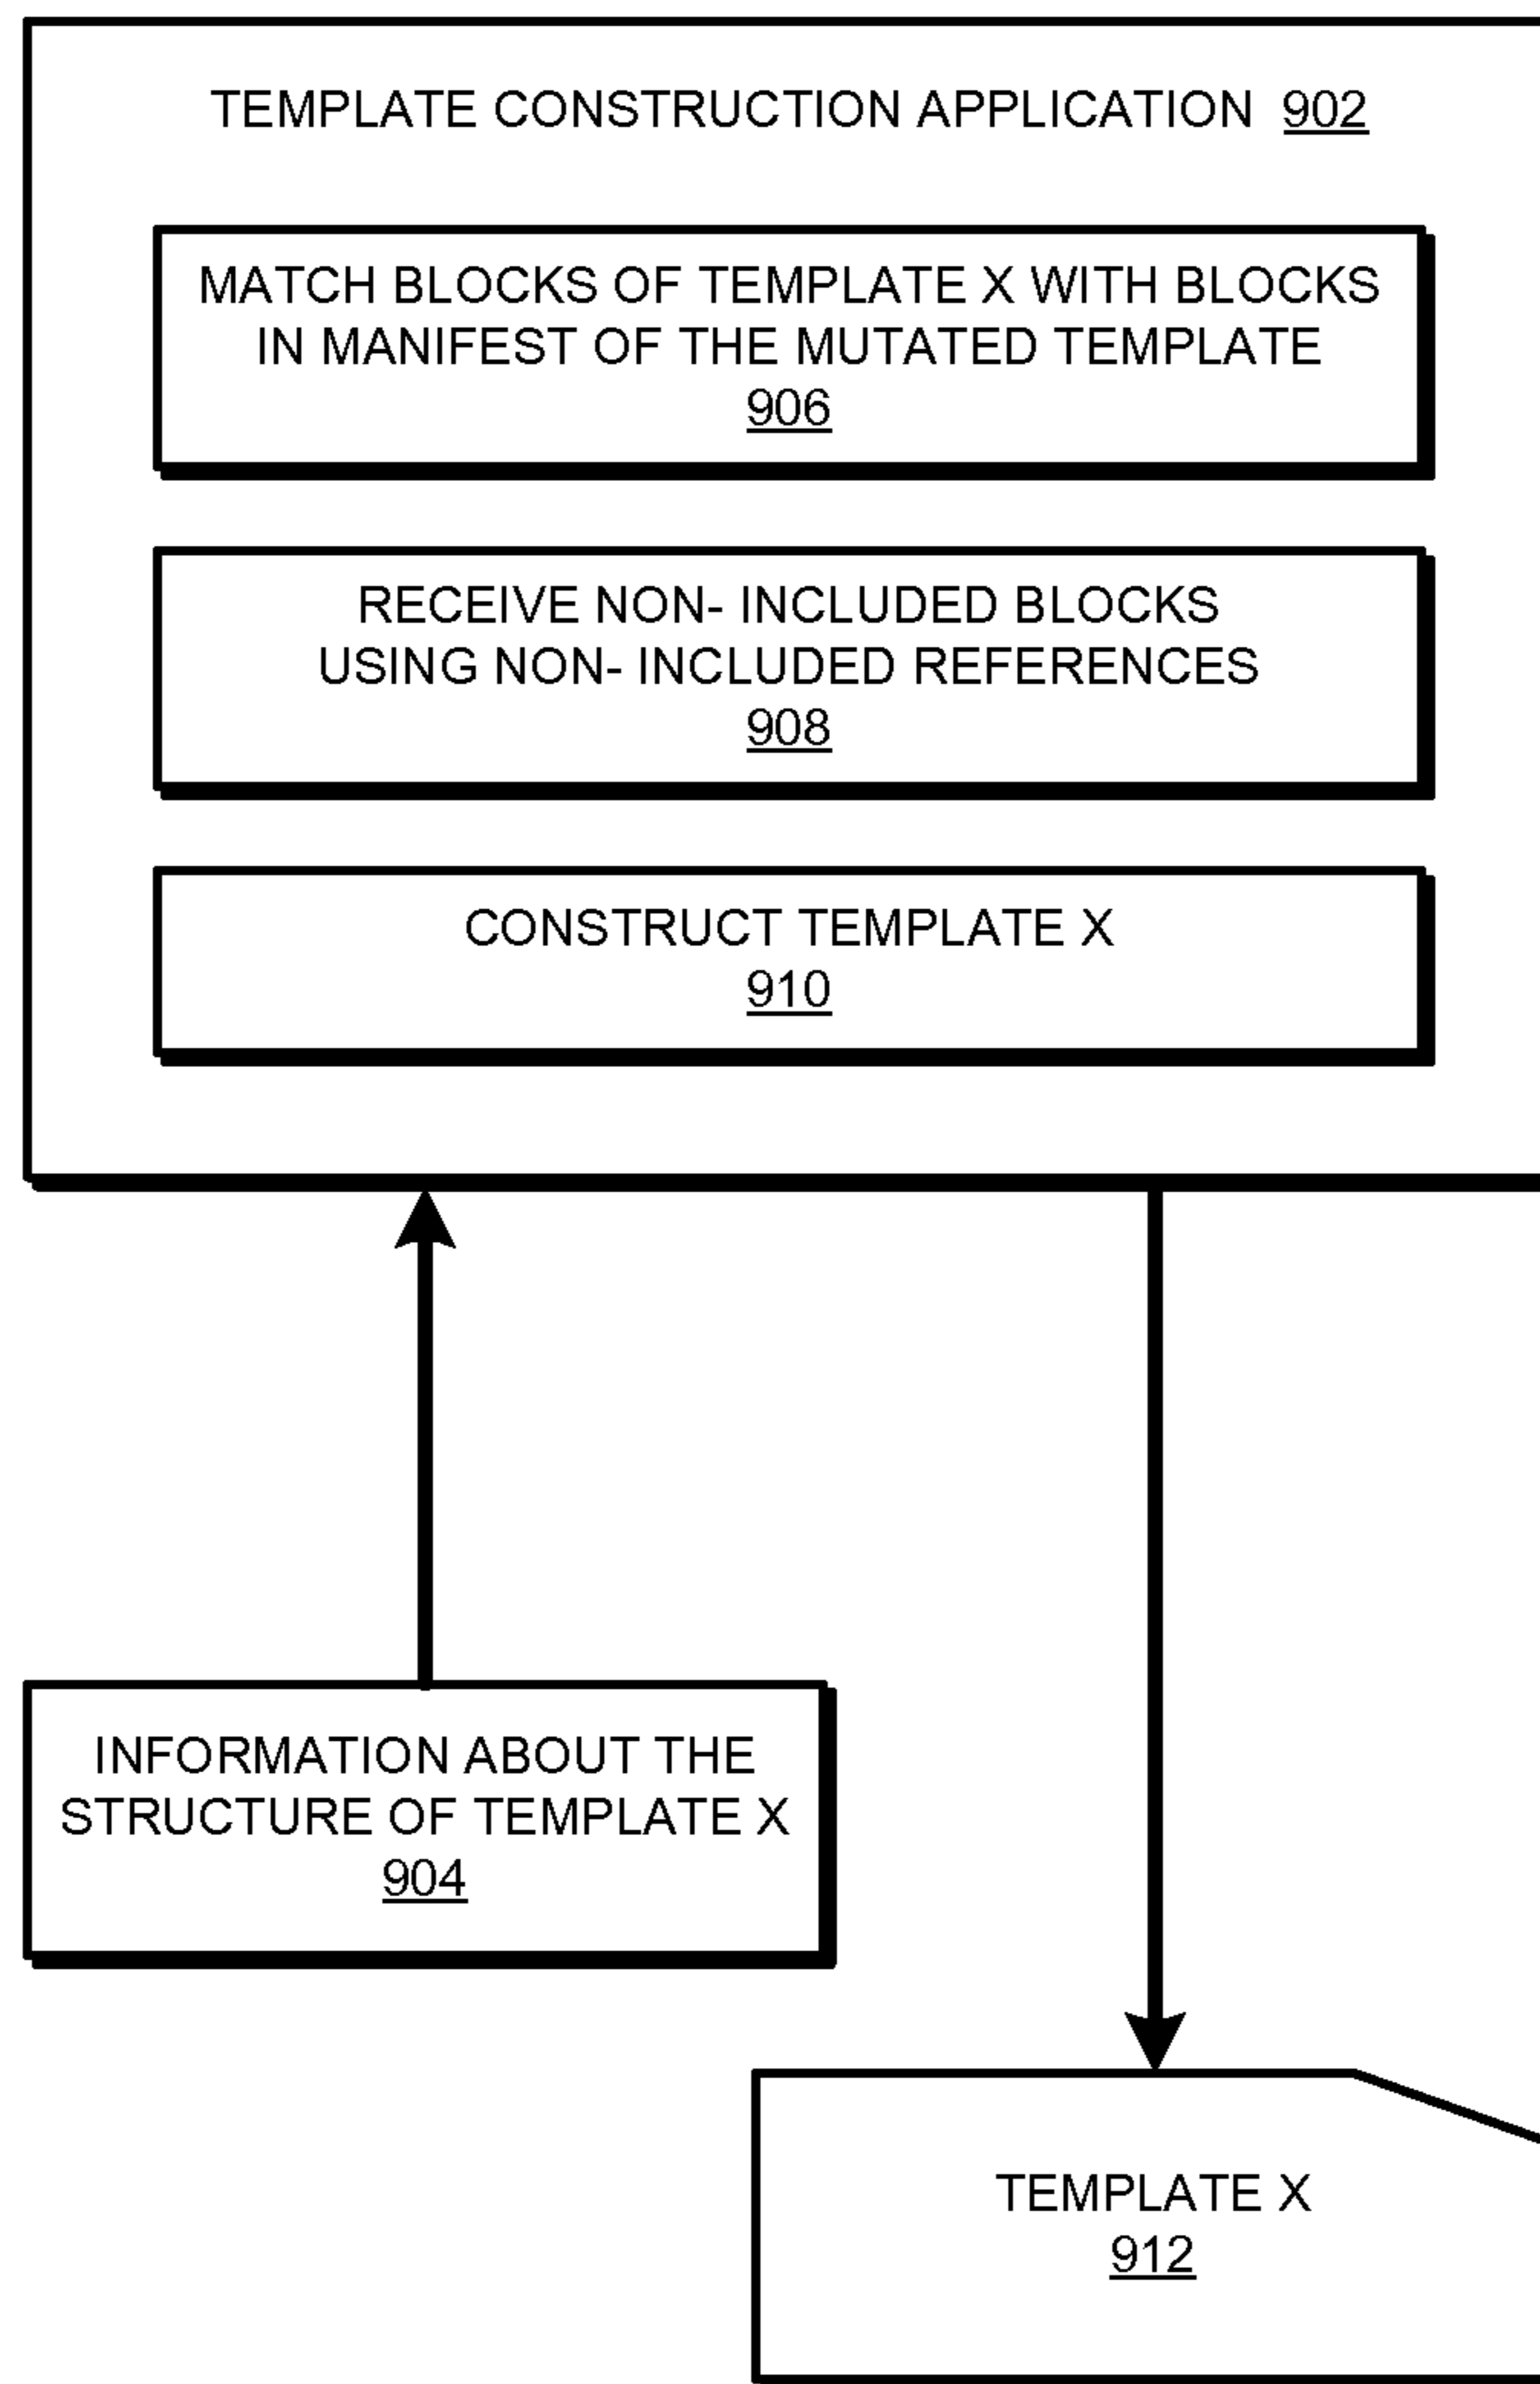 TEMPLATE CONSTRUCTION APPLICATION 902
MATCH BLOCKS OF TEMPLATE X WITH BLOCKS
IN MANIFEST OF THE MUTATED TEMPLATE
906
RECEIVE NON- INCLUDED BLOCKS
USING NON- INCLUDED REFERENCES
908
CONSTRUCT TEMPLATE X
910
INFORMATION ABOUT THE
STRUCTURE OF TEMPLATE X
904
TEMPLATE X
912